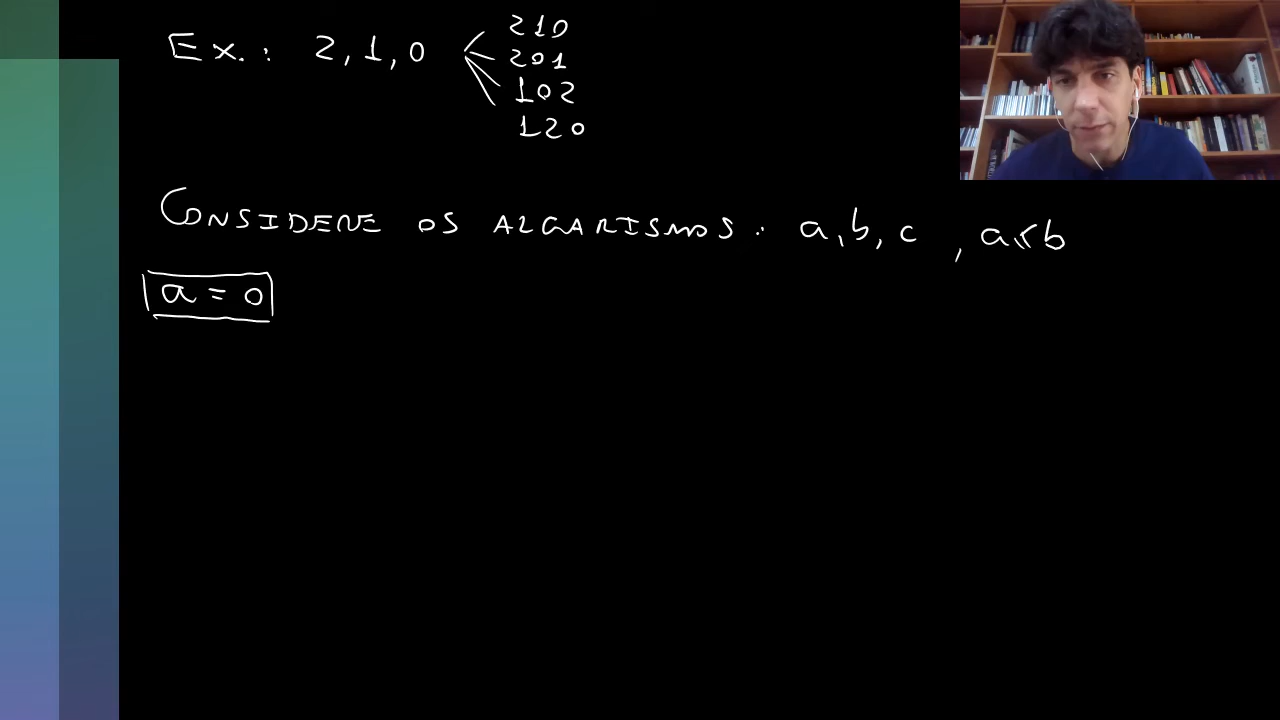 Ex.: 2,1,0
210
201
102
120
CONSIDERE OS ALGARISMOS: a,b,c , a<b
a=0